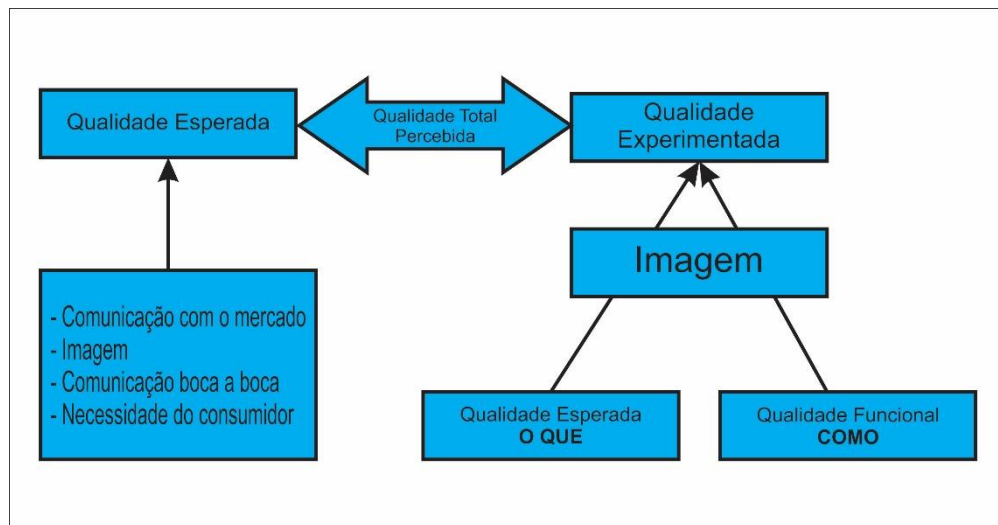 Qualidade Esperada
Qualidade Total
Percebida
Qualidade
Experimentada
Imagem
- Comunicação com o mercado
- Imagem
- Comunicação boca a boca
- Necessidade do consumidor
Qualidade Esperada
O QUE
Qualidade Funcional
COMO